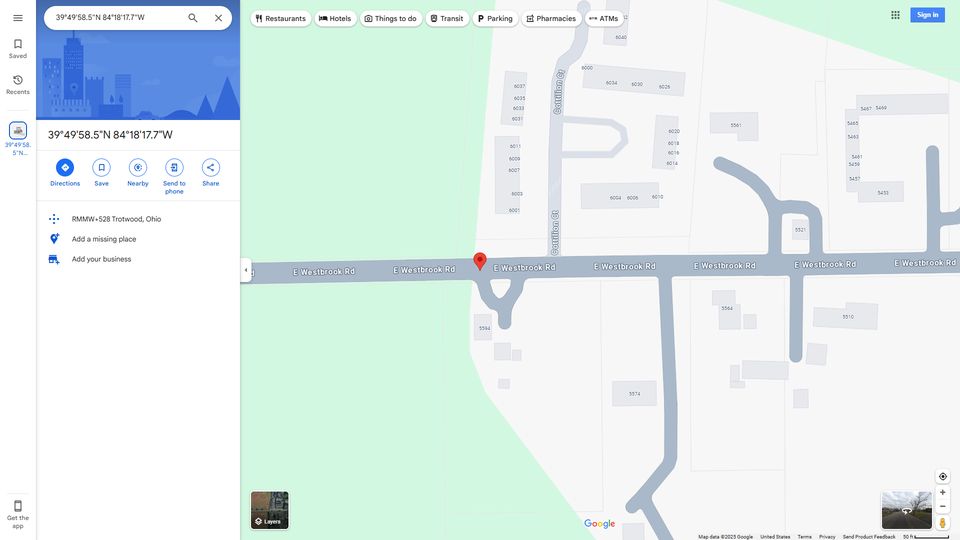 39°49'58.5"N 84°18'17.7"W
Restaurants
Hotels
Things to do
Transit
Parking
Pharmacies
ATMs
Sign in
Saved
Recents
39°49'58.
5"N...
39°49'58.5"N 84°18'17.7"W
Directions
Save
Nearby
Send to
phone
Share
RMMW+528 Trotwood, Ohio
Add a missing place
Add your business
Get the
app
6040
6000
6034
6030
6026
6037
6035
6033
6031
Cotillion Ct
6020
6018
6016
6014
6011
6009
6007
6003
6001
6004
6006
6010
Cotillion Ct
5561
5467
5469
5465
5463
5461
5459
5457
5453
5521
E Westbrook Rd
E Westbrook Rd
E Westbrook Rd
E Westbrook Rd
E Westbrook Rd
E Westbrook Rd
E Westbrook Rd
5594
5564
5510
5574
Layers
Google
Map data ©2025 Google
United States
Terms
Privacy
Send Product Feedback
50 ft